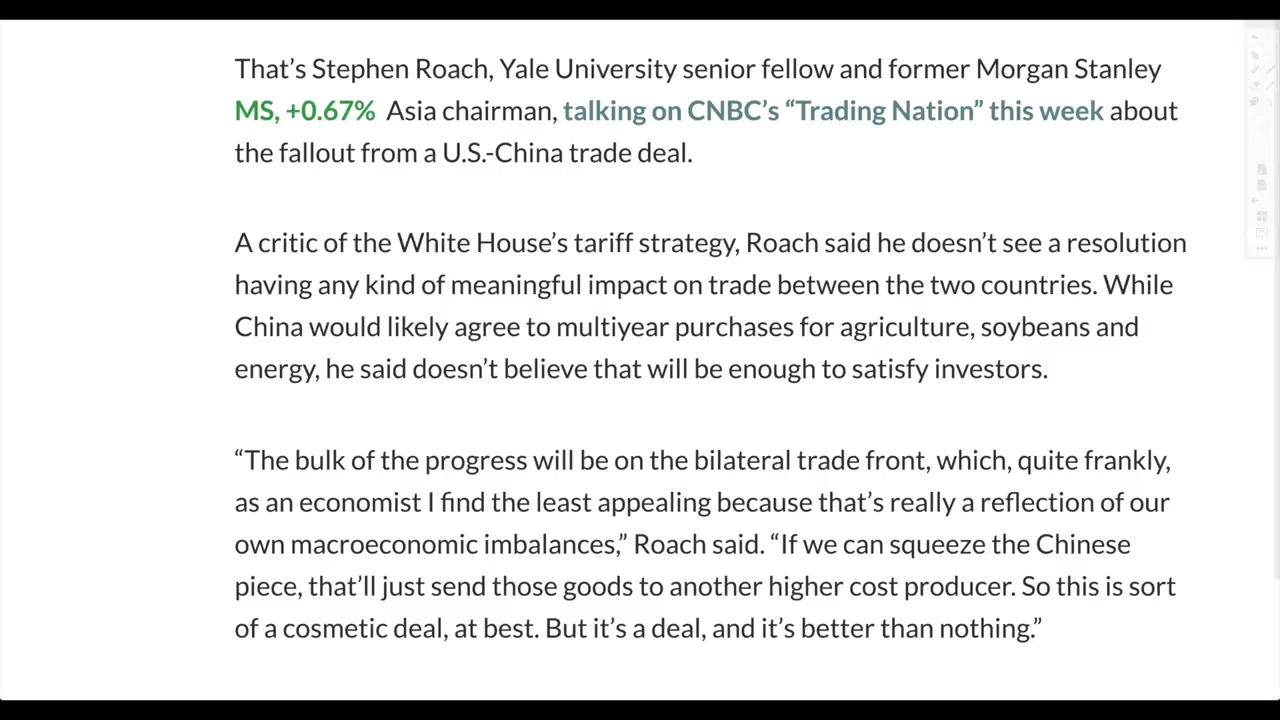 That’s Stephen Roach, Yale University senior fellow and former Morgan Stanley
MS, +0.67% Asia chairman, talking on CNBC’s “Trading Nation” this week about
the fallout from a U.S.-China trade deal.
A critic of the White House’s tariff strategy, Roach said he doesn’t see a resolution
having any kind of meaningful impact on trade between the two countries. While
China would likely agree to multiyear purchases for agriculture, soybeans and
energy, he said doesn’t believe that will be enough to satisfy investors.
“The bulk of the progress will be on the bilateral trade front, which, quite frankly,
as an economist I find the least appealing because that’s really a reflection of our
own macroeconomic imbalances,” Roach said. “If we can squeeze the Chinese
piece, that’ll just send those goods to another higher cost producer. So this is sort
of a cosmetic deal, at best. But it’s a deal, and it’s better than nothing.”